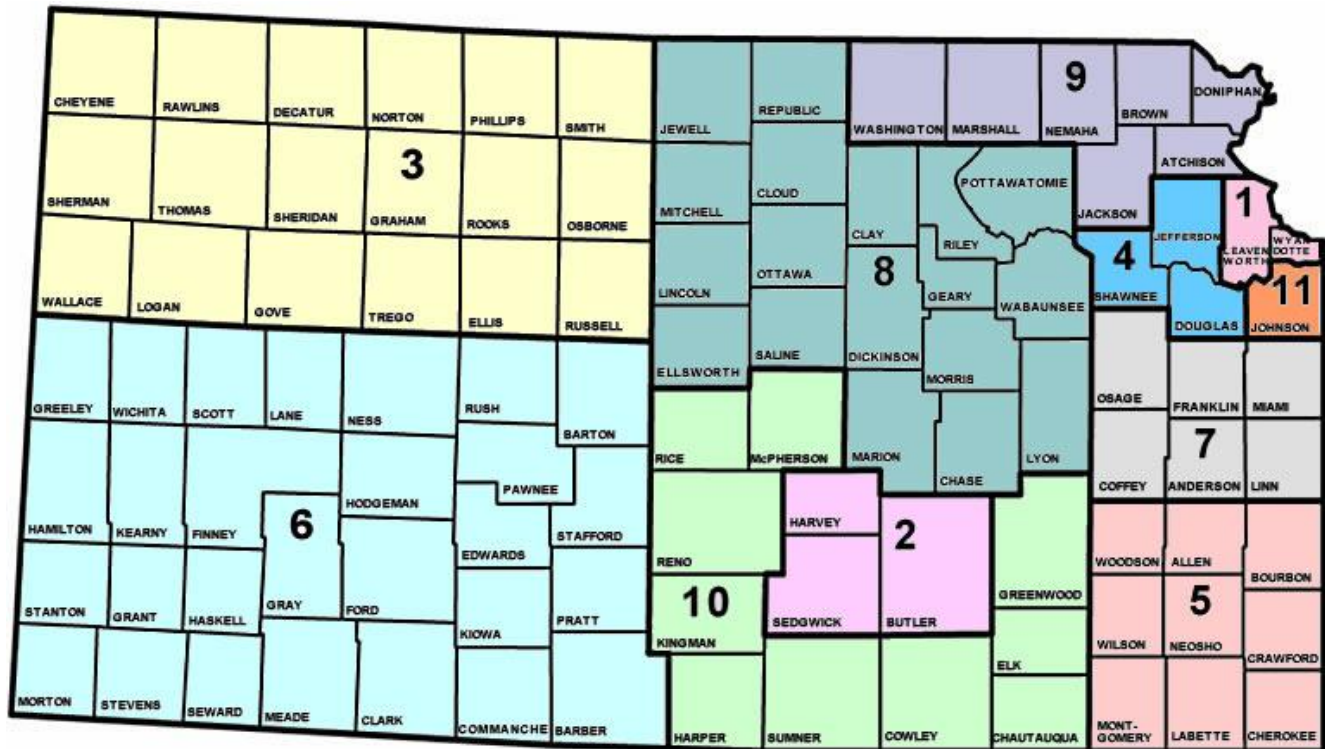 CHEYENE
RAWLINS
DECATUR
NORTON
PHILLIPS
SMITH
SHERMAN
THOMAS
SHERIDAN
3
GRAHAM
ROOKS
OSBORNE
WALLACE
LOGAN
GOVE
TREGO
ELLIS
RUSSELL
JEWELL
REPUBLIC
MITCHELL
CLOUD
CLAY
POTTAWATOMIE
RILEY
LINCOLN
OTTAWA
8
GEARY
WABAUNSEE
ELLSWORTH
SALINE
DICKINSON
MORRIS
MARION
CHASE
LYON
WASHINGTON
MARSHALL
9
NEMAHA
BROWN
DONIPHAN
ATCHISON
JACKSON
4
JEFFERSON
SHAWNEE
DOUGLAS
1
LEAVEN
WORTH
WYAN
DOTTE
11
JOHNSON
GREELEY
WICHITA
SCOTT
LANE
NESS
RUSH
BARTON
PAWNEE
HODGEMAN
HAMILTON
KEARNY
FINNEY
6
STAFFORD
EDWARDS
STANTON
GRANT
HASKELL
GRAY
FORD
KIOWA
PRATT
MORTON
STEVENS
SEWARD
MEADE
CLARK
COMMANCHE
BARBER
RICE
McPHERSON
RENO
10
KINGMAN
HARPER
SUMNER
COWLEY
GREENWOOD
ELK
CHAUTAUQUA
HARVEY
2
SEDGWICK
BUTLER
OSAGE
FRANKLIN
MIAMI
7
COFFEY
ANDERSON
LINN
WOODSON
ALLEN
BOURBON
5
WILSON
NEOSHO
CRAWFORD
MONT-
GOMERY
LABETTE
CHEROKEE